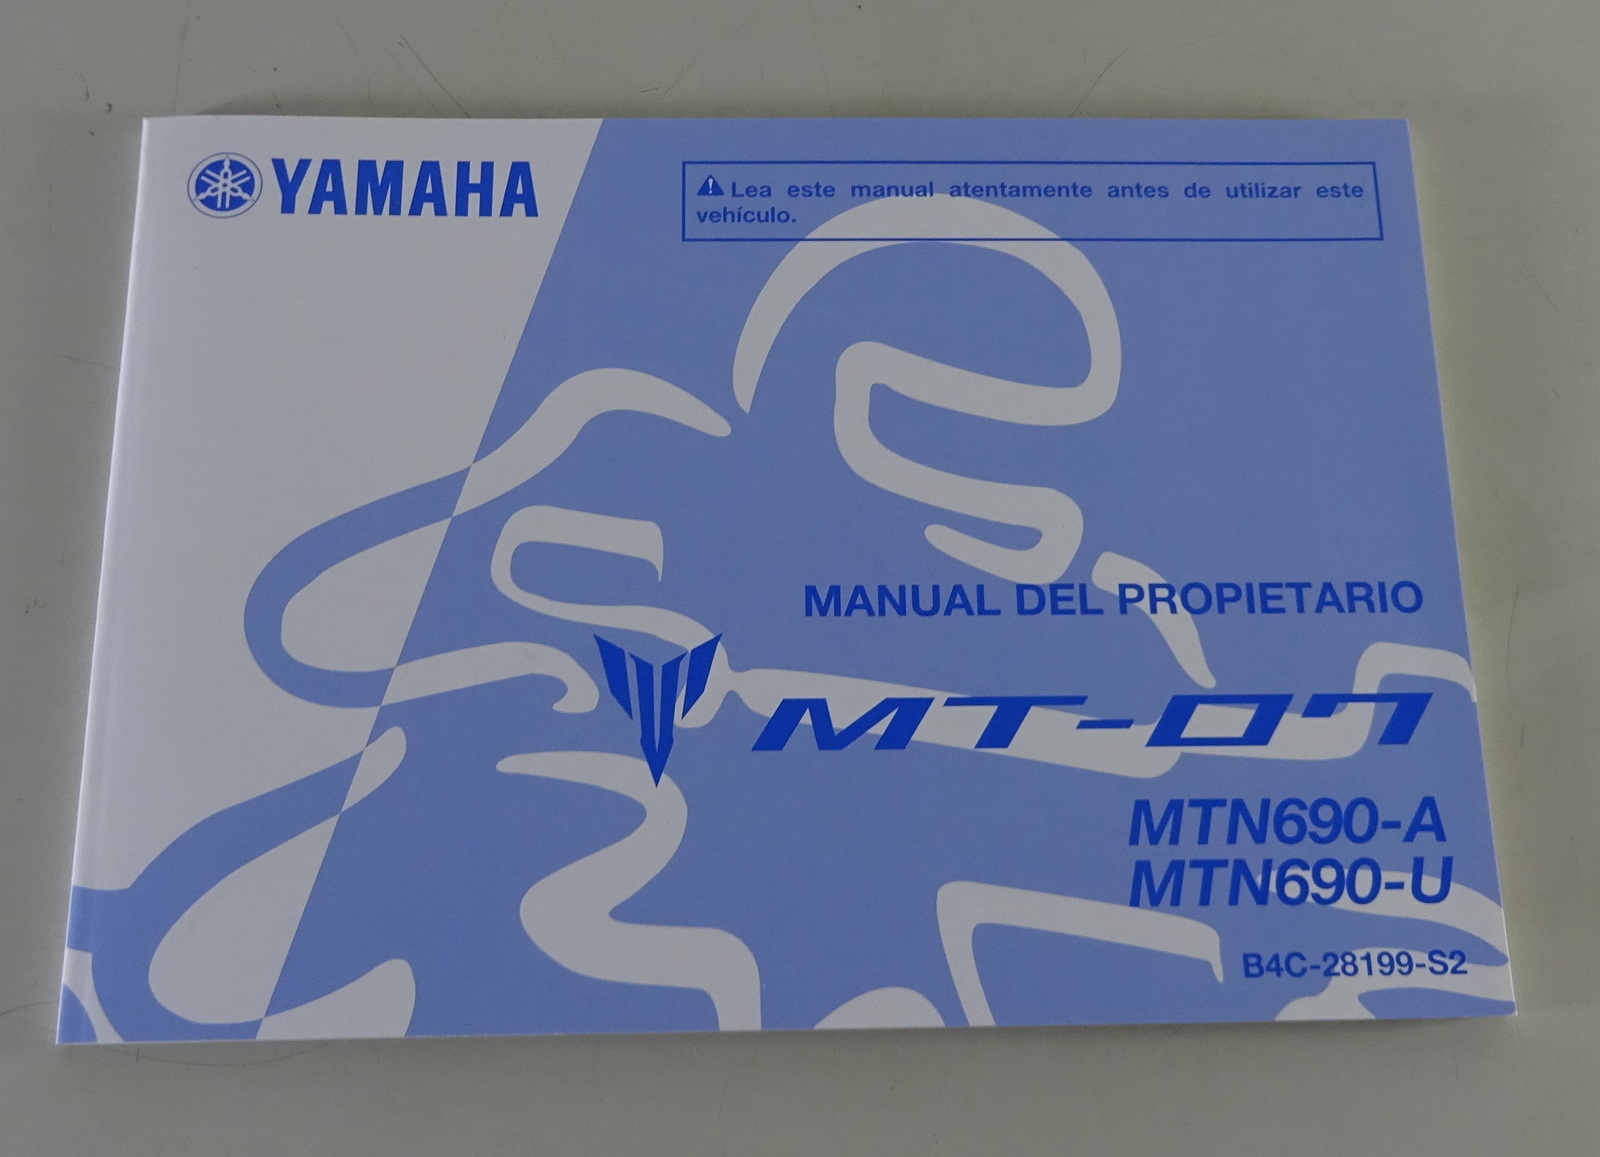 YAMAHA
Lea este manual atentamente antes de utilizar este
vehículo.
MANUAL DEL PROPIETARIO
MT-07
MTN690-A
MTN690-U
B4C-28199-S2